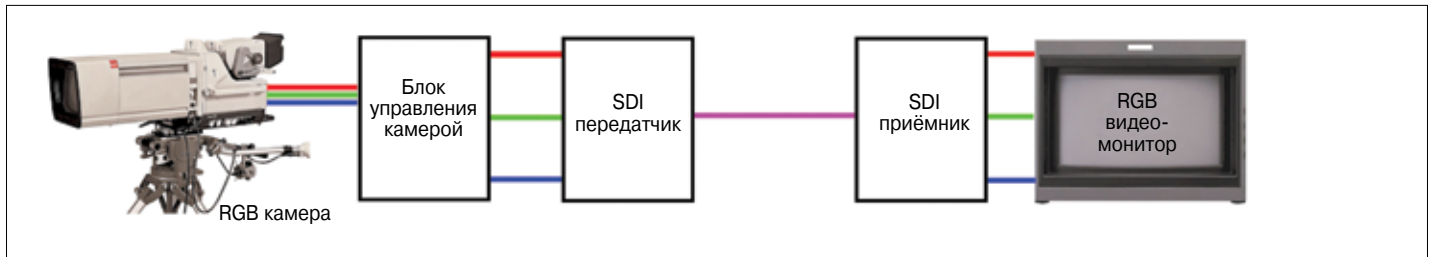 Блок
управления
камерой
SDI
передатчик
SDI
приёмник
RGB
видео-
монитор
RGB камера